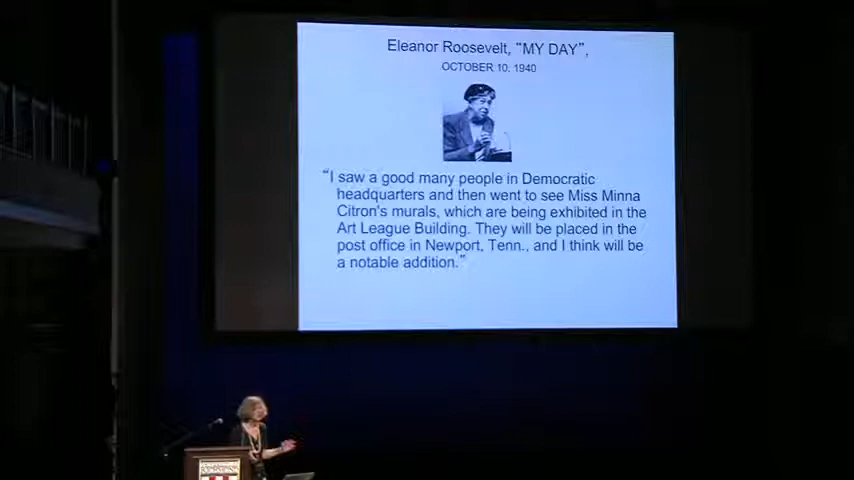 Eleanor Roosevelt, "MY DAY",
OCTOBER 10, 1940
"I saw a good many people in Democratic
headquarters and then went to see Miss Minna
Citron's murals, which are being exhibited in the
Art League Building. They will be placed in the
post office in Newport, Tenn., and I think will be
a notable addition."